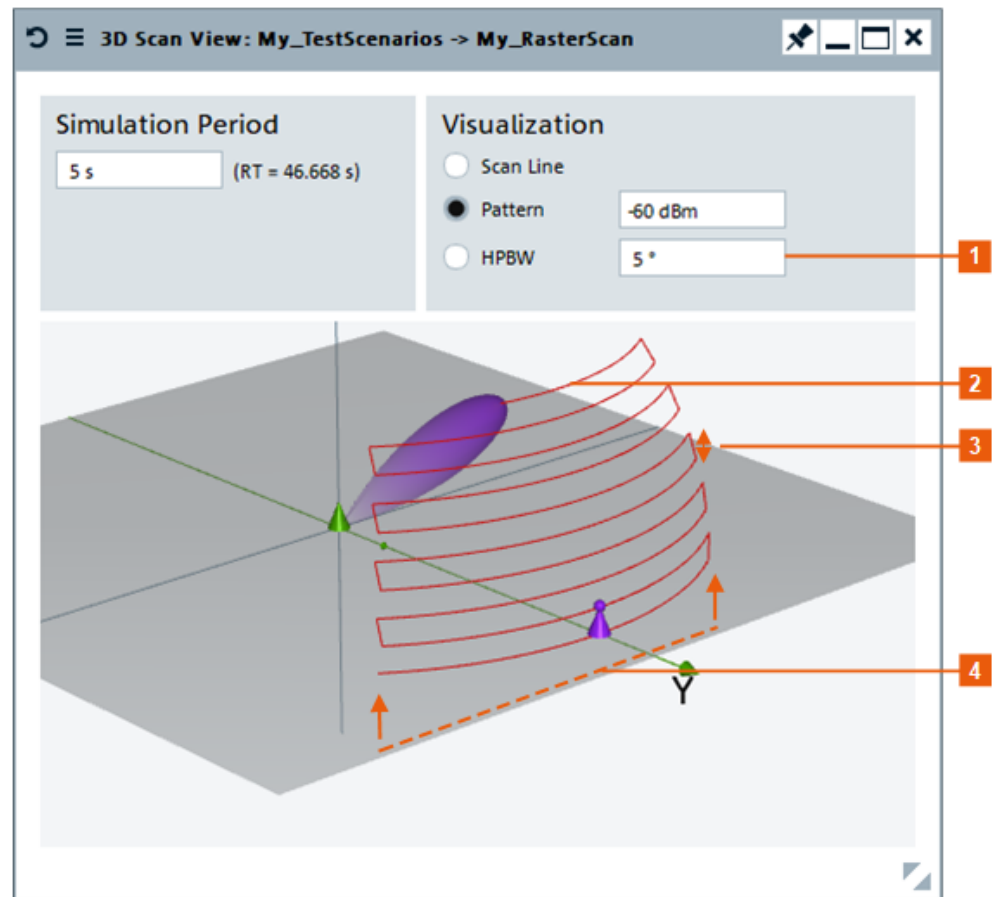 3D Scan View: My_TestScenarios -> My_RasterScan
Simulation Period
5 s (RT = 46.668 s)
Visualization
Scan Line
Pattern -60 dBm
HPBW 5 °
1
2
3
4
Y